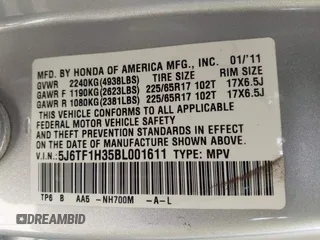 MFD. BY HONDA OF AMERICA MFG., INC. 01/'11
GVWR 2240KG(4938LBS) TIRE SIZE RIM SIZE
GAWR F 1190KG(2623LBS) 225/65R17 102T 17X6.5J
GAWR R 1080KG(2381LBS) 225/65R17 102T 17X6.5J
THIS VEHICLE CONFORMS TO ALL APPLICABLE
FEDERAL MOTOR VEHICLE SAFETY
AND THEFT PREVENTION STANDARDS IN
EFFECT ON THE DATE OF MANUFACTURE
SHOWN ABOVE.
V.I.N: 5J6TF1H35BL001611 TYPE: MPV
TP6 B AA5 -NH700M -A-L
DREAMBID